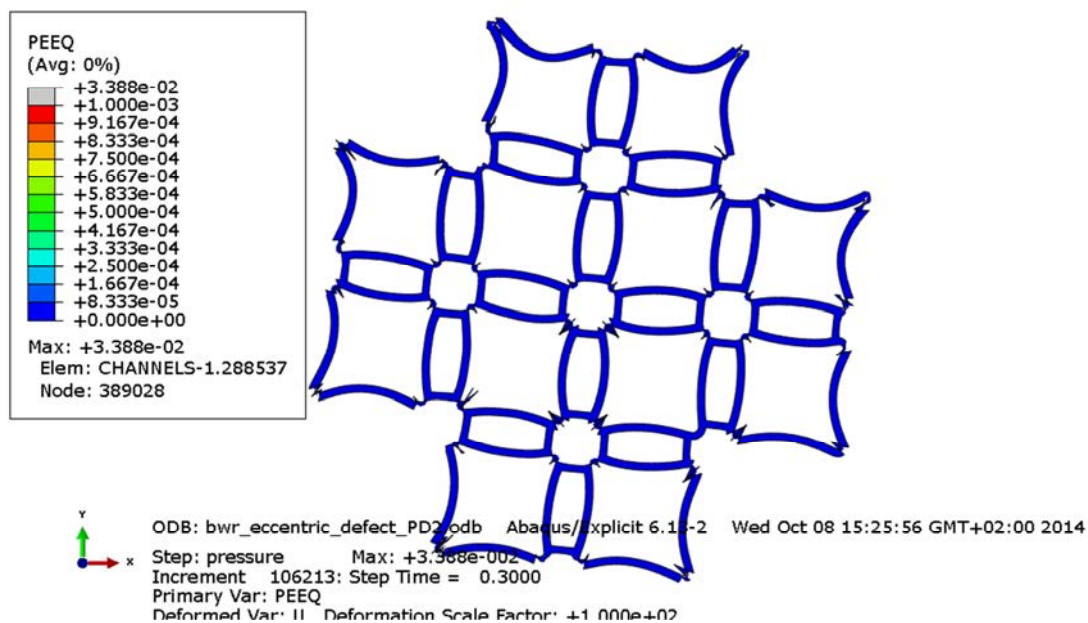 PEEQ
(Avg: 0%)
+3.388e-02
+1.000e-03
+9.167e-04
+8.333e-04
+7.500e-04
+6.667e-04
+5.833e-04
+5.000e-04
+4.167e-04
+3.333e-04
+2.500e-04
+1.667e-04
+8.333e-05
+0.000e+00
Max: +3.388e-02
Elem: CHANNELS-1.288537
Node: 389028
Y
X
ODB: bwr_eccentric_defect_PD2.odb Abaqus/Explicit 6.13-2 Wed Oct 08 15:25:56 GMT+02:00 2014
Step: pressure Max: +3.388e-002
Increment 106213: Step Time = 0.3000
Primary Var: PEEQ
Deformed Var: U Deformation Scale Factor: +1.000e+02